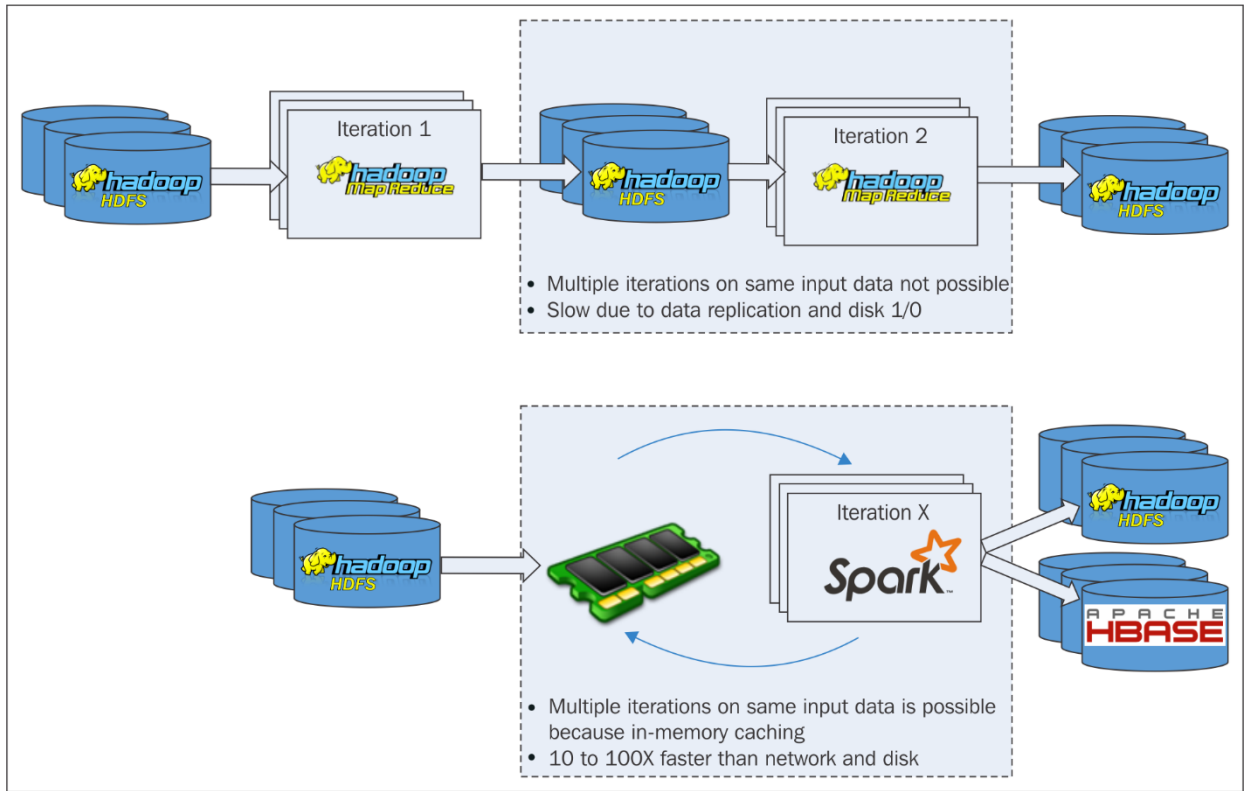 hadoop
HDFS
Iteration 1
hadoop
Map Reduce
hadoop
HDFS
Iteration 2
hadoop
Map Reduce
hadoop
HDFS
• Multiple iterations on same input data not possible
• Slow due to data replication and disk 1/0
hadoop
HDFS
Iteration X
Spark™
hadoop
HDFS
APACHE
HBASE
• Multiple iterations on same input data is possible
because in-memory caching
• 10 to 100X faster than network and disk